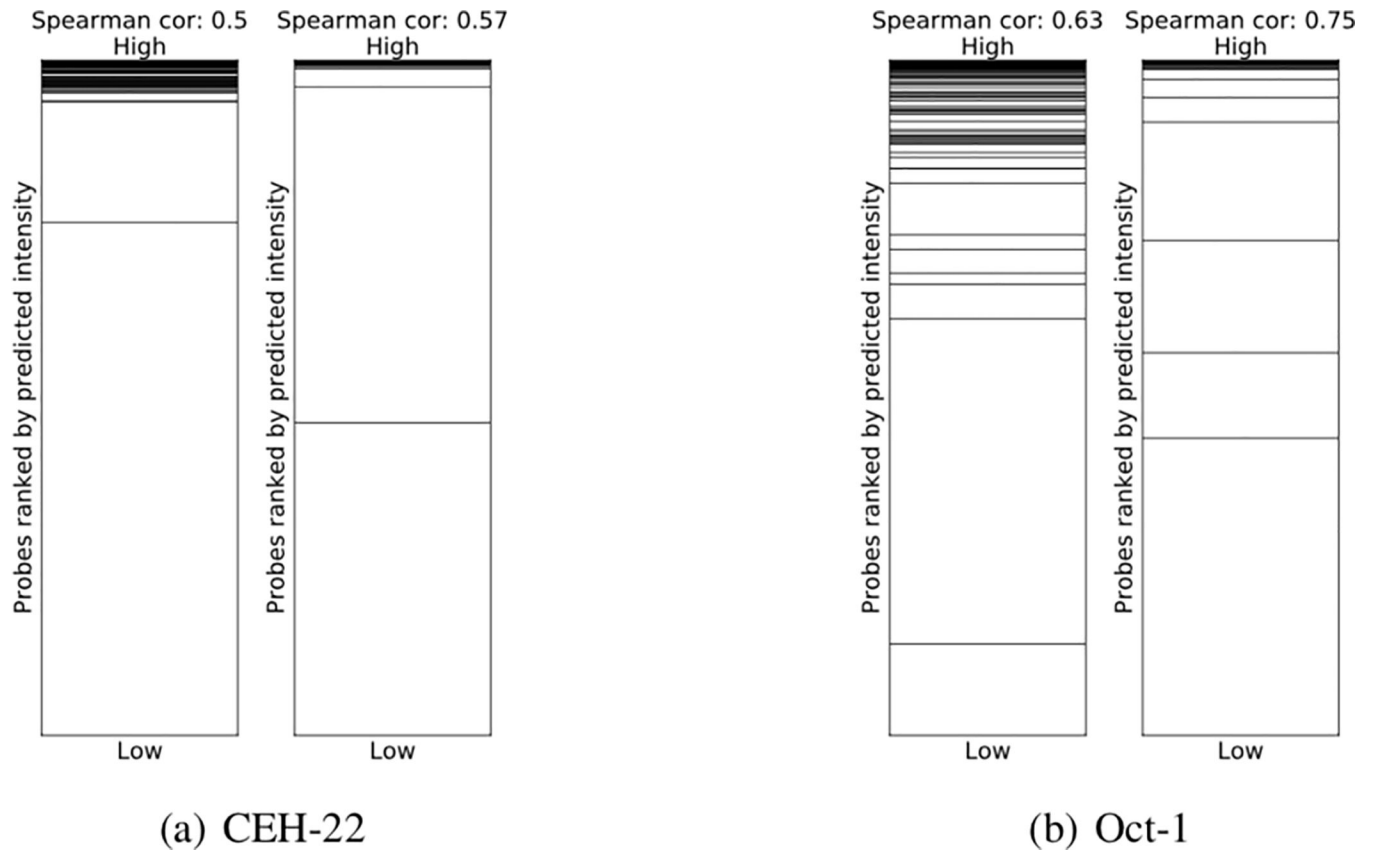 Spearman cor: 0.5
High
Probes ranked by predicted intensity
Low
Spearman cor: 0.57
High
Probes ranked by predicted intensity
Low
(a) CEH-22
Spearman cor: 0.63
High
Probes ranked by predicted intensity
Low
Spearman cor: 0.75
High
Probes ranked by predicted intensity
Low
(b) Oct-1